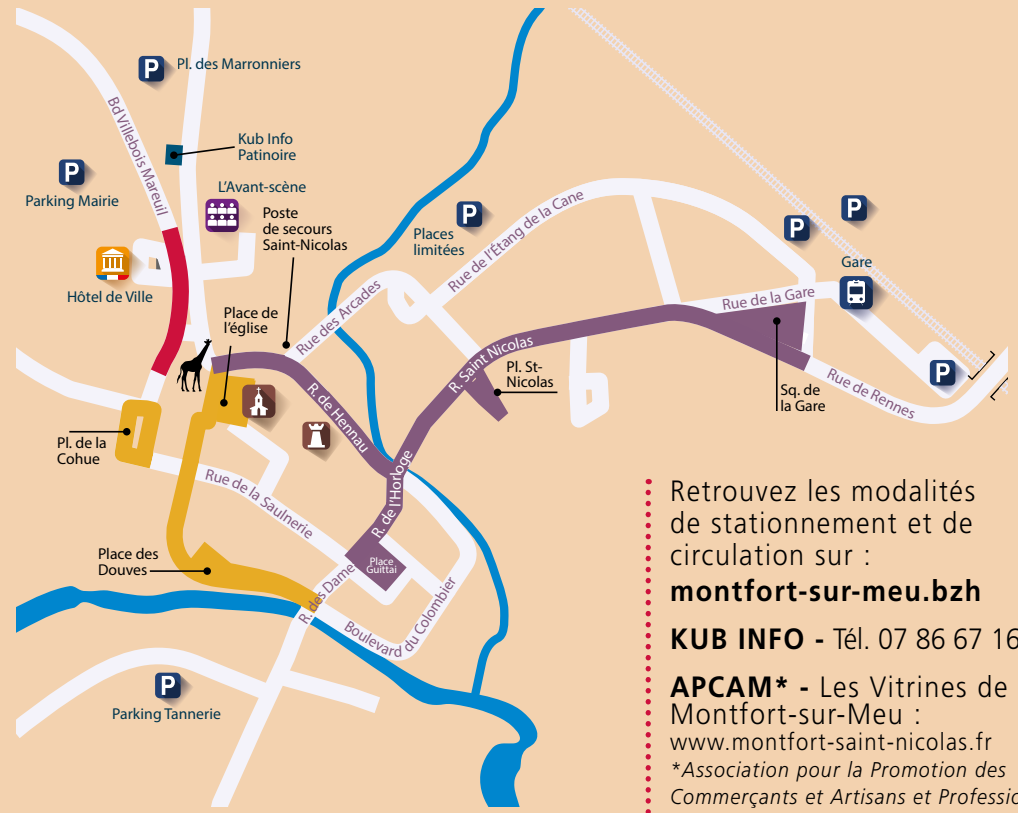 P
Pl. des Marronniers
Bd Villebois Mareuil
Kub Info
Patinoire
P
Parking Mairie
L'Avant-scène
Poste
de secours
Saint-Nicolas
P
Places
limitées
Rue de l'Étang de la Cane
P
P
Gare
Hôtel de Ville
Rue des Arcades
Rue de la Gare
Place de
l'église
R. Saint Nicolas
Pl. St-
Nicolas
P
Sq. de
la Gare
Rue de Rennes
R. de Hennau
Pl. de la
Cohue
R. de l'Horloge
Rue de la Saulnerie
Place des
Douves
Place
Guittai
R. des Dame
Boulevard du Colombier
P
Parking Tannerie
Retrouvez les modalités
de stationnement et de
circulation sur :
montfort-sur-meu.bzh
KUB INFO - Tél. 07 86 67 16
APCAM* - Les Vitrines de
Montfort-sur-Meu :
www.montfort-saint-nicolas.fr
*Association pour la Promotion des
Commerçants et Artisans et Professio